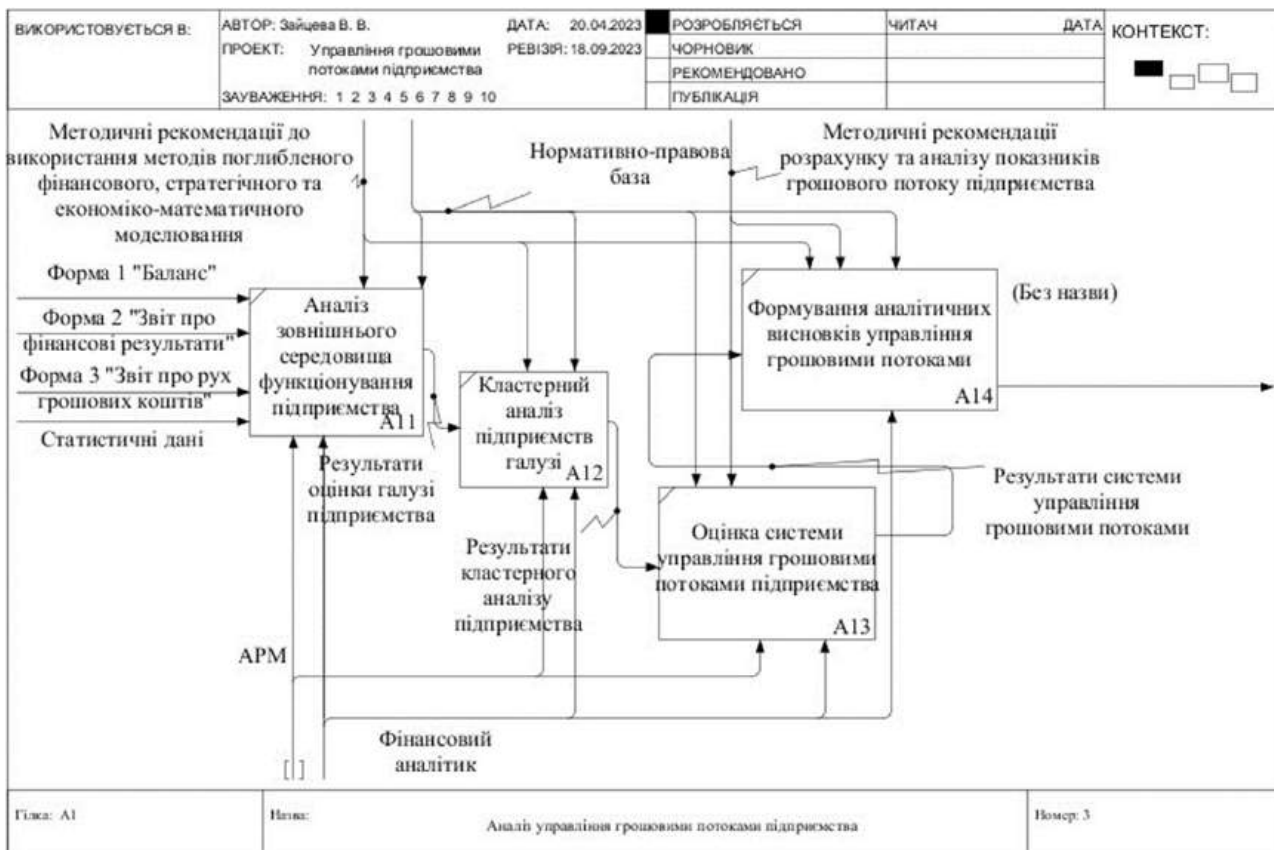 ВИКОРИСТОВУЄТЬСЯ В:
АВТОР: Зайцева В. В.
ДАТА: 20.04.2023
ПРОЕКТ: Управління грошовими
потоками підприємства
РЕВІЗІЯ: 18.09.2023
ЗАУВАЖЕННЯ: 1 2 3 4 5 6 7 8 9 10
РОЗРОБЛЯЄТЬСЯ
ЧОРНОВИК
РЕКОМЕНДОВАНО
ПУБЛІКАЦІЯ
ЧИТАЧ
ДАТА
КОНТЕКСТ:
Методичні рекомендації до
використання методів поглибленого
фінансового, стратегічного та
економіко-математичного
моделювання
Нормативно-правова
база
Методичні рекомендації
розрахунку та аналізу показників
грошового потоку підприємства
Форма 1 "Баланс"
Форма 2 "Звіт про
фінансові результати"
Форма 3 "Звіт про рух
грошових коштів"
Статистичні дані
Аналіз
зовнішнього
середовища
функціонування
підприємства
A11
Результати
оцінки галузі
підприємства
Кластерний
аналіз
підприємств
галузі
A12
Результати
кластерного
аналізу
підприємства
Формування аналітичних
висновків управління
грошовими потоками
A14
(Без назви)
Оцінка системи
управління грошовими
потоками підприємства
A13
Результати системи
управління
грошовими потоками
АРМ
Фінансовий
аналітик
Гілка: A1
Назва:
Аналіз управління грошовими потоками підприємства
Номер: 3